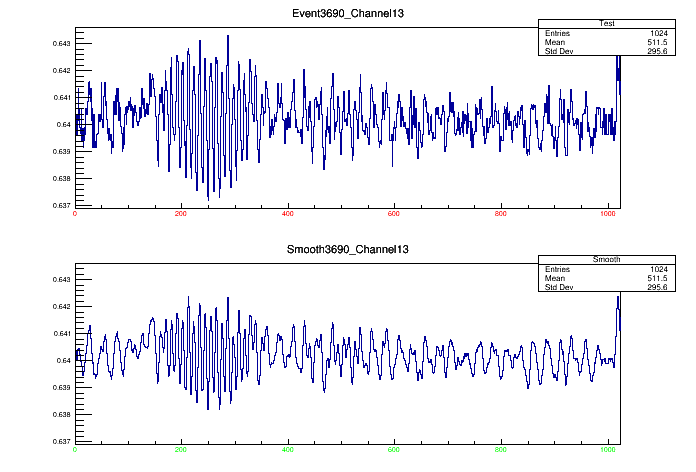 Event3690_Channel13
Test
Entries 1024
Mean 511.5
Std Dev 295.6
0.643
0.642
0.641
0.64
0.639
0.638
0.637
0 200 400 600 800 1000
Smooth3690_Channel13
Smooth
Entries 1024
Mean 511.5
Std Dev 295.6
0.643
0.642
0.641
0.64
0.639
0.638
0.637
0 200 400 600 800 1000